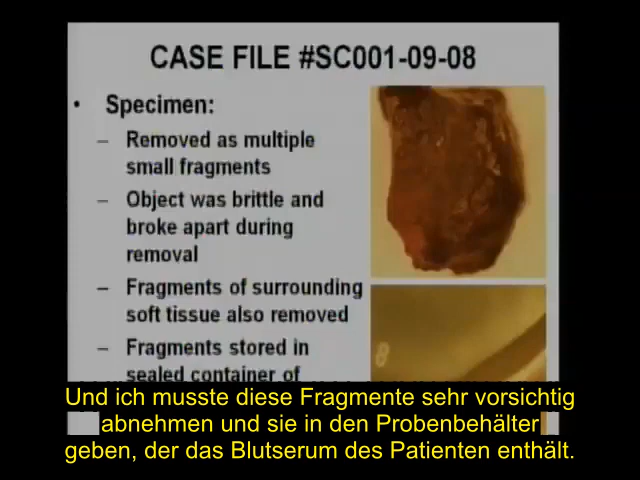 CASE FILE #SC001-09-08
• Specimen:
– Removed as multiple
small fragments
– Object was brittle and
broke apart during
removal
– Fragments of surrounding
soft tissue also removed
– Fragments stored in
sealed container of
8
Und ich musste diese Fragmente sehr vorsichtig
abnehmen und sie in den Probenbehälter
geben, der das Blutserum des Patienten enthält.